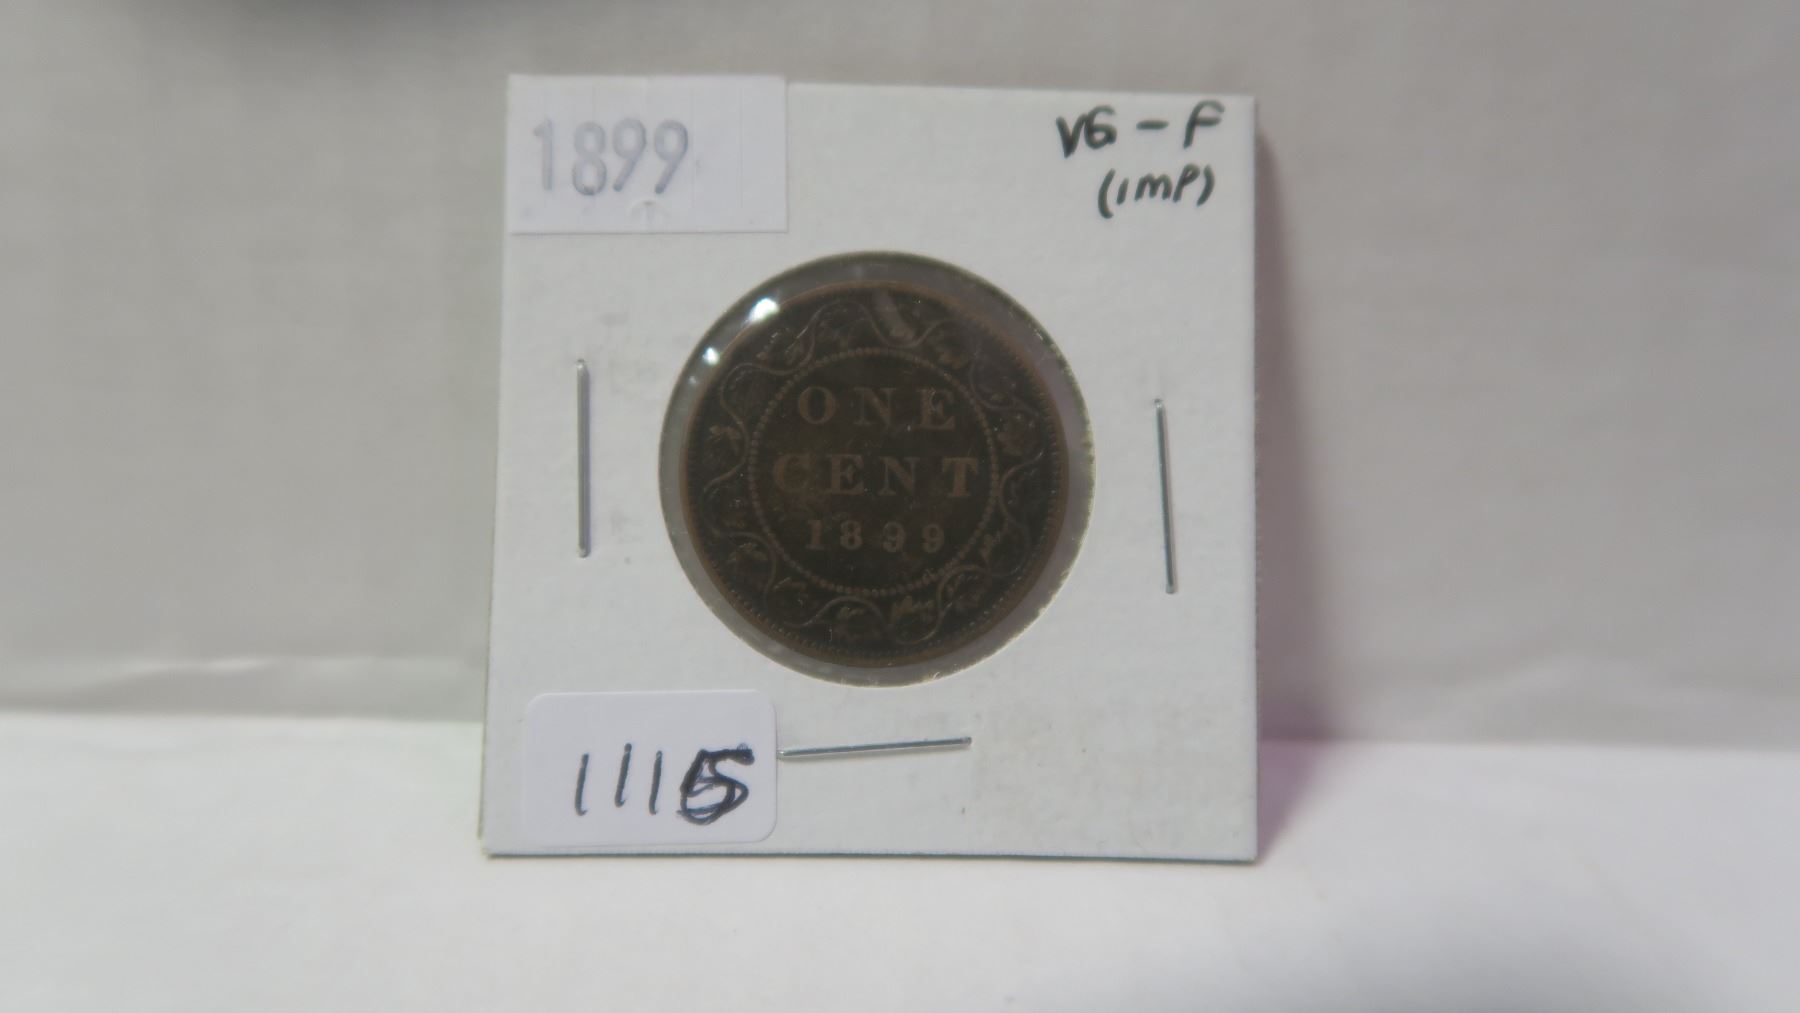 1899
VG - F
(IMP)
ONE
CENT
1899
1115